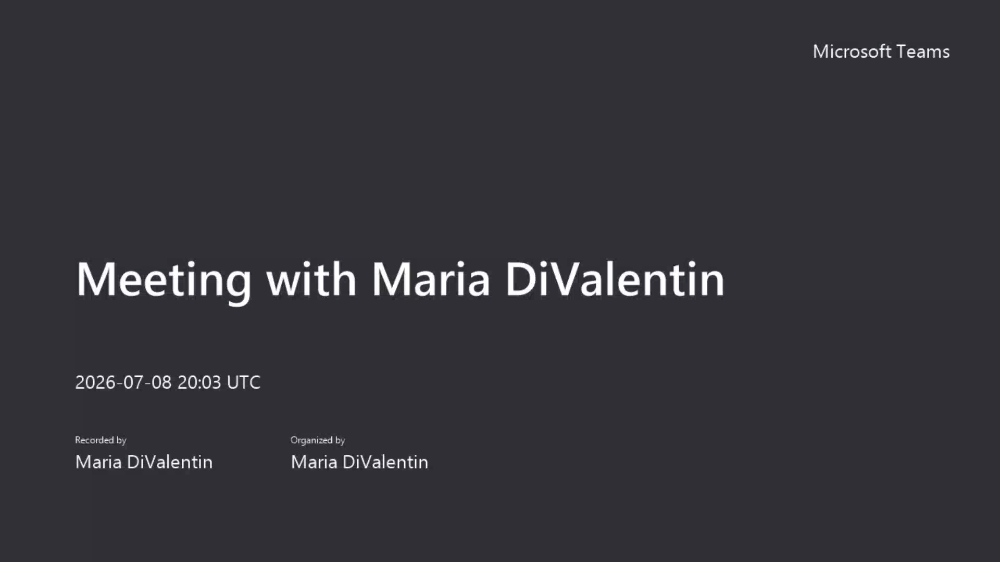 Microsoft Teams
Meeting with Maria DiValentin
2026-07-08 20:03 UTC
Recorded by
Maria DiValentin
Organized by
Maria DiValentin